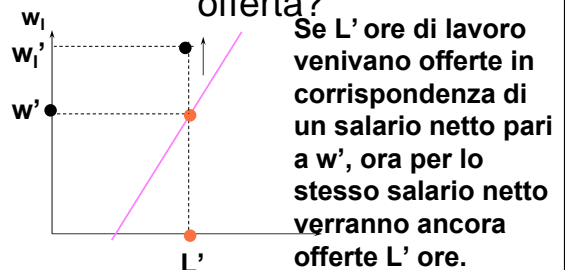 offerta?
w_l
w_l’
w’
L’
Se L’ ore di lavoro
venivano offerte in
corrispondenza di
un salario netto pari
a w’, ora per lo
stesso salario netto
verranno ancora
offerte L’ ore.